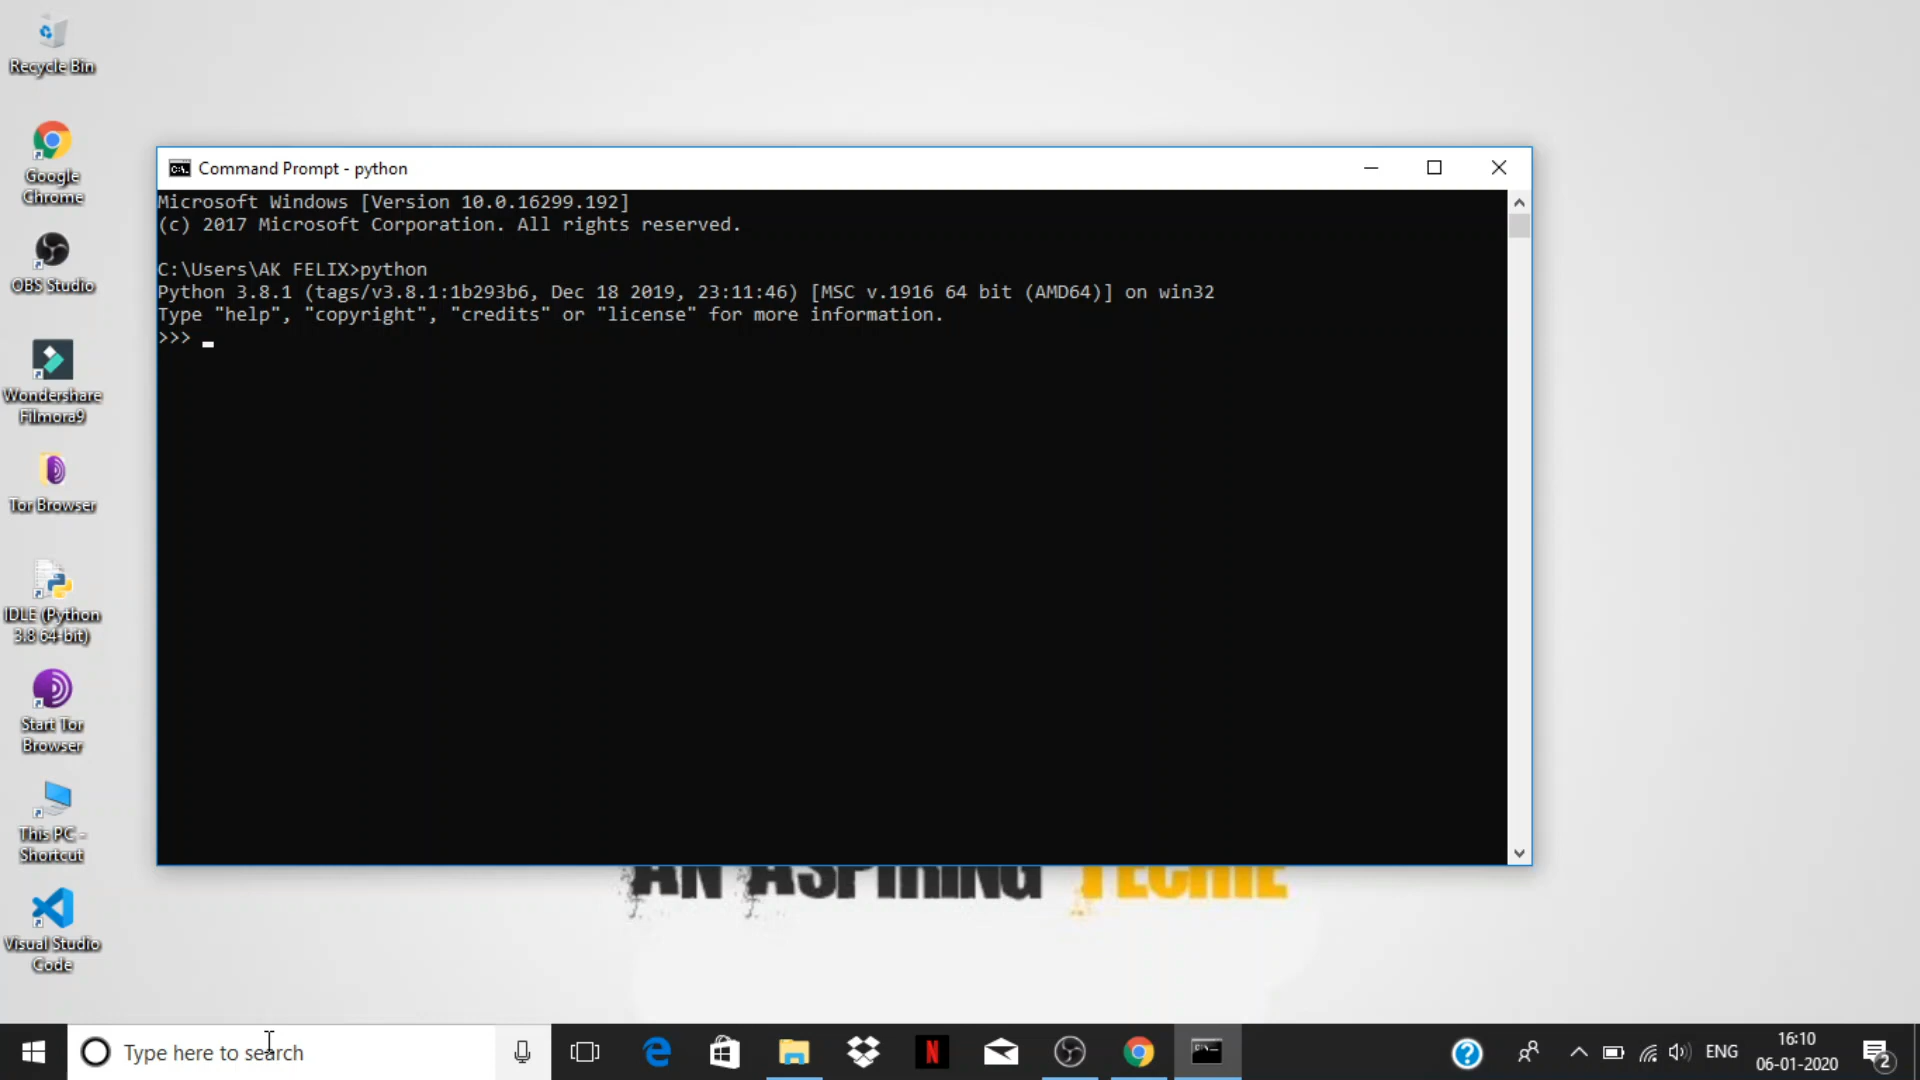 Recycle Bin
Google
Chrome
OBS Studio
Wondershare
Filmora9
Tor Browser
IDLE (Python
3.8 64-bit)
Start Tor
Browser
This PC -
Shortcut
Visual Studio
Code
Command Prompt - python
Microsoft Windows [Version 10.0.16299.192]
(c) 2017 Microsoft Corporation. All rights reserved.
C:\Users\AK FELIX>python
Python 3.8.1 (tags/v3.8.1:1b293b6, Dec 18 2019, 23:11:46) [MSC v.1916 64 bit (AMD64)] on win32
Type "help", "copyright", "credits" or "license" for more information.
>>>
AN ASPIRING TECHIE
Type here to search
ENG
16:10
06-01-2020
2